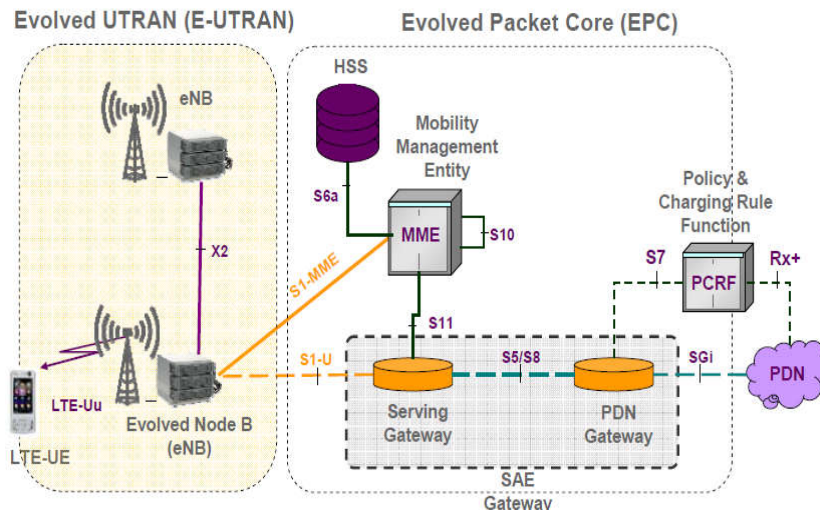 Evolved UTRAN (E-UTRAN)
Evolved Packet Core (EPC)
HSS
eNB
Mobility
Management
Entity
Policy &
Charging Rule
Function
S6a
MME
S10
X2
S7
PCRF
Rx+
S1-MME
S11
S1-U
S5/S8
SGi
PDN
LTE-Uu
Serving
Gateway
PDN
Gateway
Evolved Node B
(eNB)
LTE-UE
SAE
Gateway